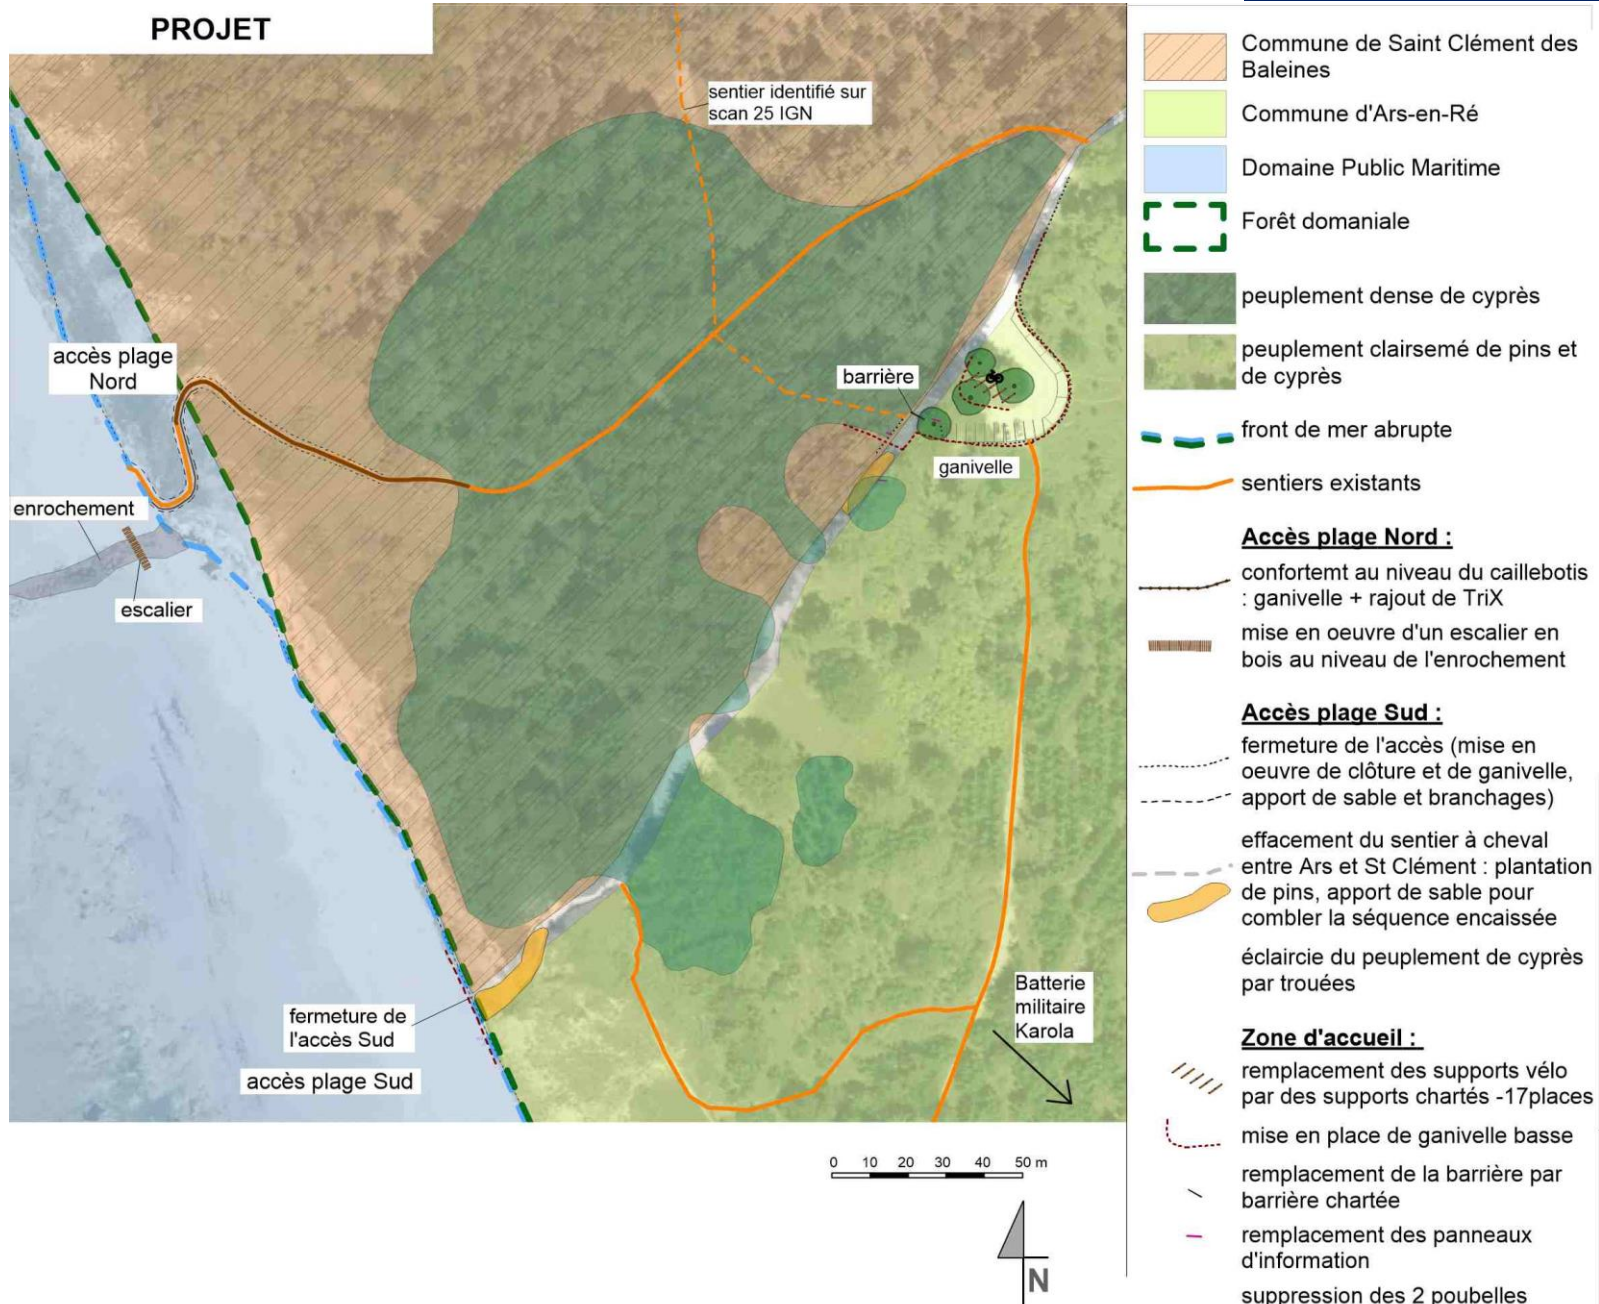 PROJET
sentier identifié sur
scan 25 IGN
accès plage
Nord
barrière
ganivelle
enrochement
escalier
fermeture de
l'accès Sud
accès plage Sud
Batterie
militaire
Karola
0 10 20 30 40 50 m
N
Commune de Saint Clément des
Baleines
Commune d'Ars-en-Ré
Domaine Public Maritime
Forêt domaniale
peuplement dense de cyprès
peuplement clairsemé de pins et
de cyprès
front de mer abrupte
sentiers existants
Accès plage Nord :
confortemt au niveau du caillebotis
: ganivelle + rajout de TriX
mise en oeuvre d'un escalier en
bois au niveau de l'enrochement
Accès plage Sud :
fermeture de l'accès (mise en
oeuvre de clôture et de ganivelle,
apport de sable et branchages)
effacement du sentier à cheval
entre Ars et St Clément : plantation
de pins, apport de sable pour
combler la séquence encaissée
éclaircie du peuplement de cyprès
par trouées
Zone d'accueil :
remplacement des supports vélo
par des supports chartés -17places
mise en place de ganivelle basse
remplacement de la barrière par
barrière chartée
remplacement des panneaux
d'information
suppression des 2 poubelles